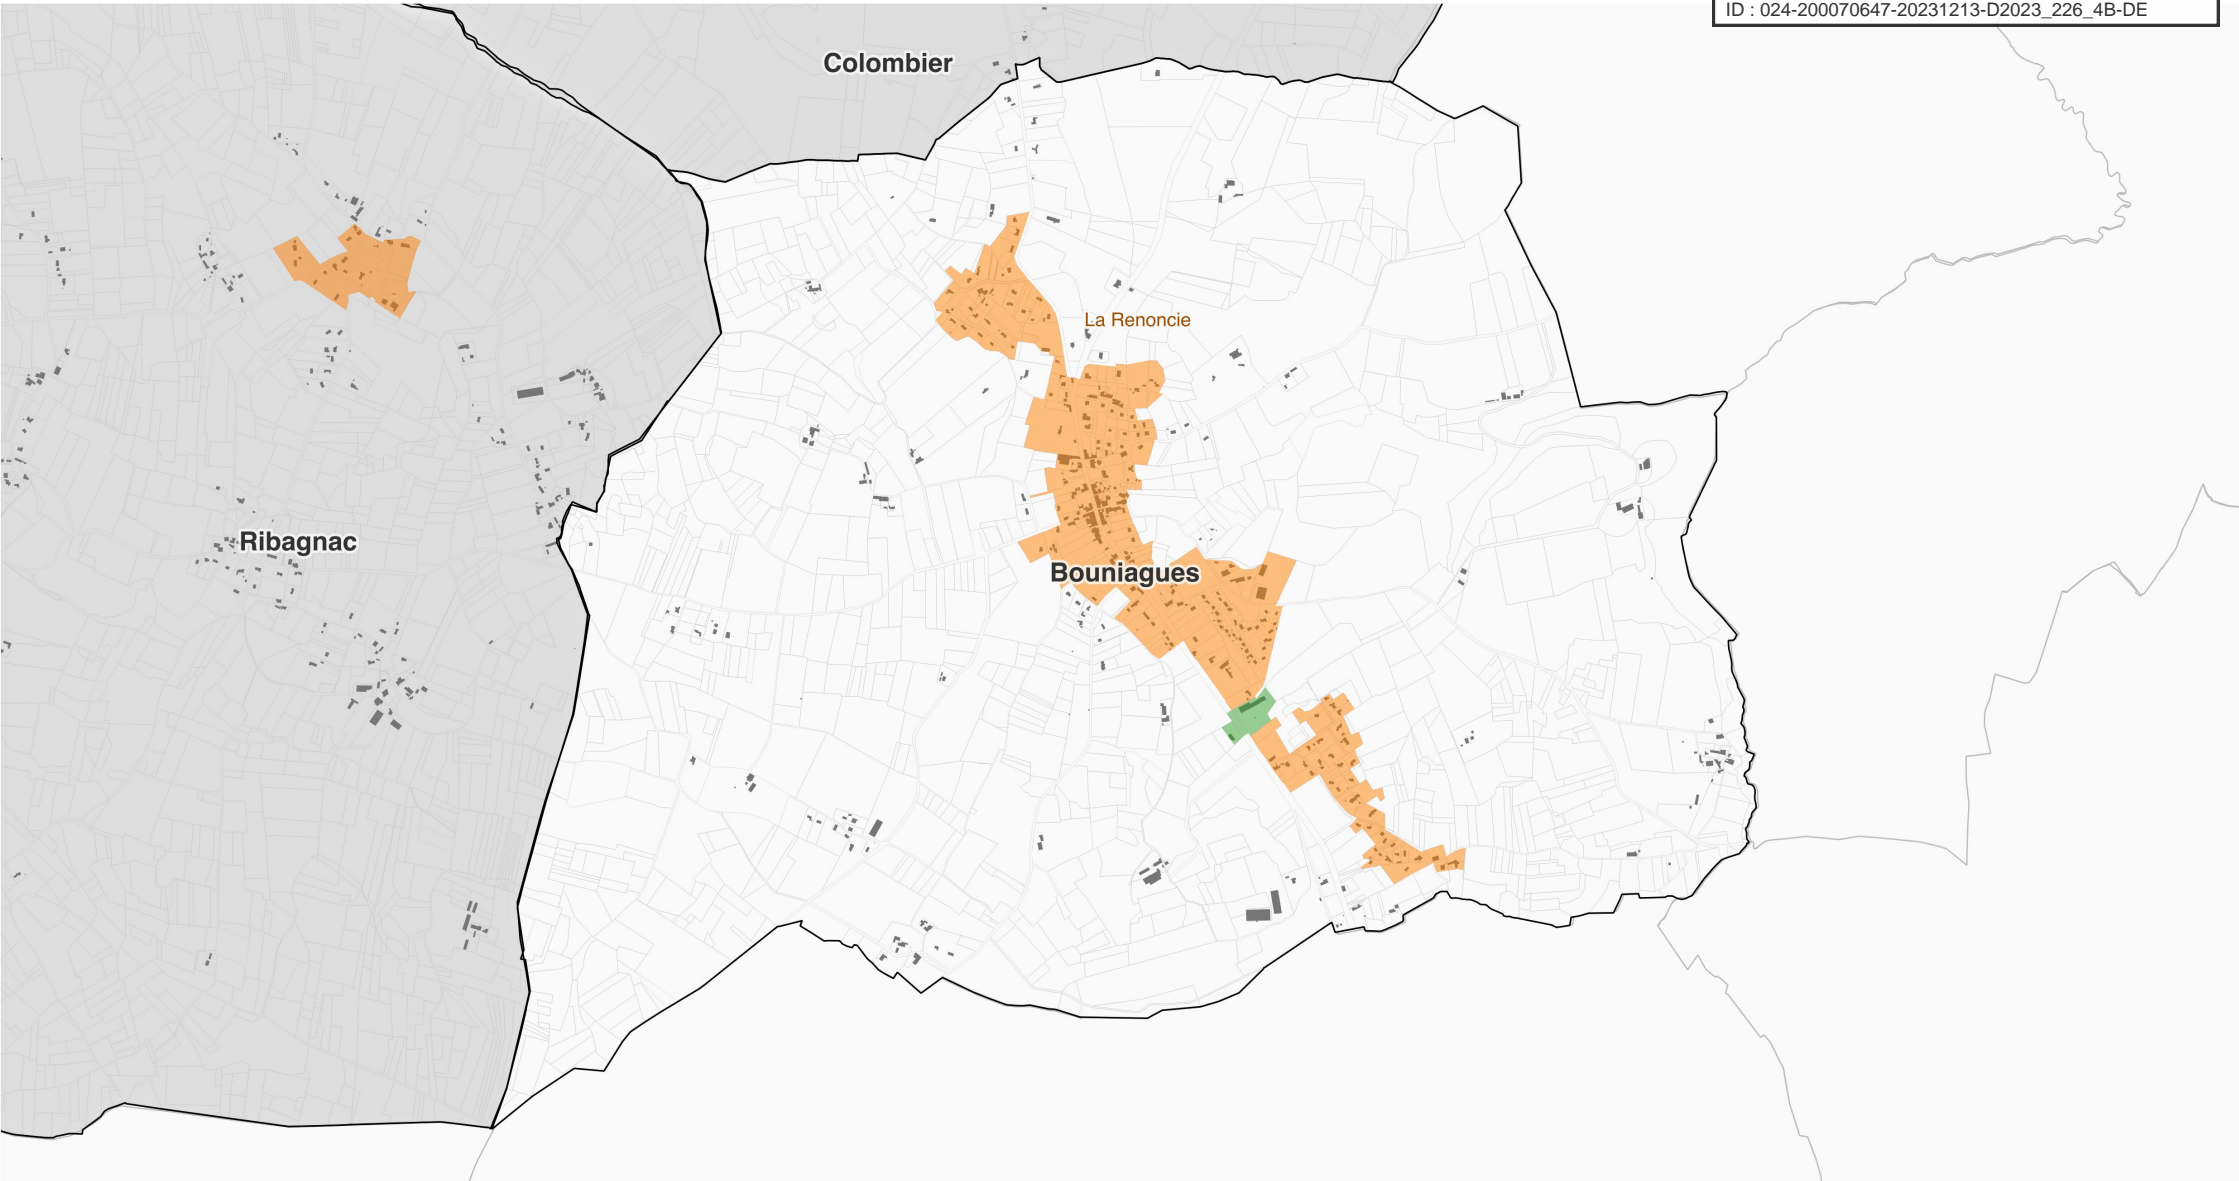 ID : 024-200070647-20231213-D2023_226_4B-DE
Colombier
La Renoncie
Ribagnac
Bouniagues